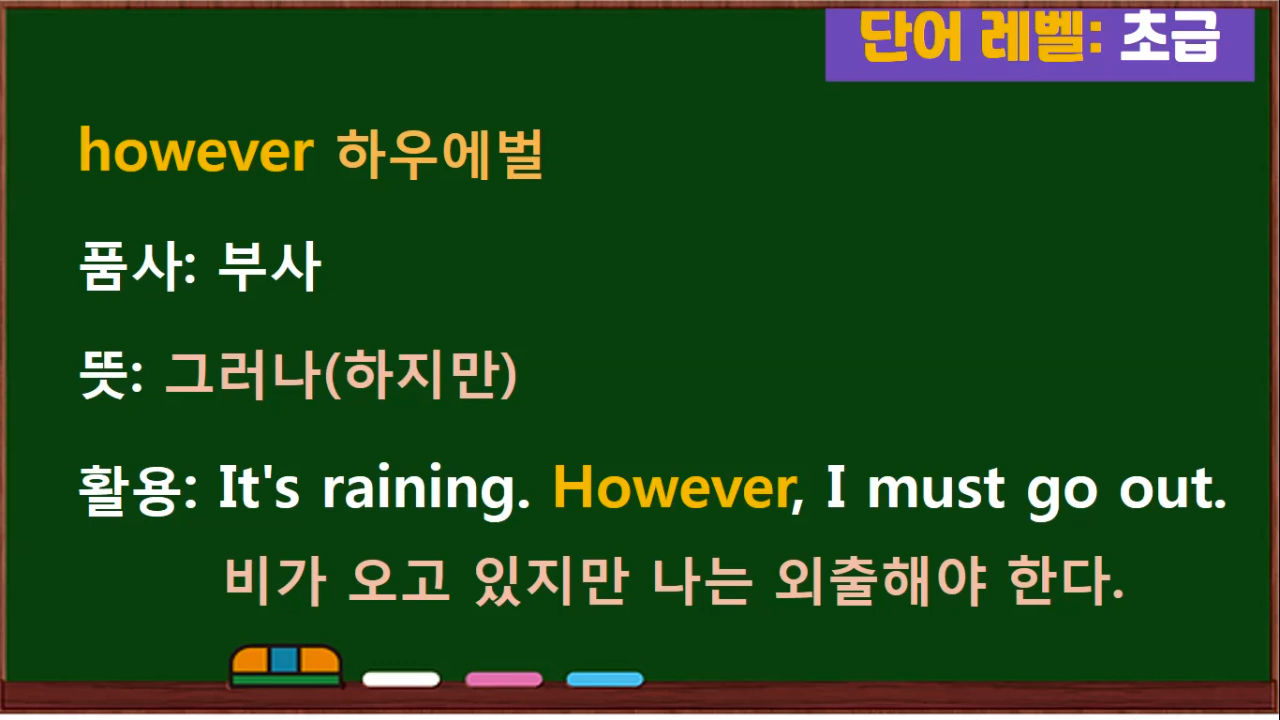 단어 레벨: 초급
however 하우에벌
품사: 부사
뜻: 그러나(하지만)
활용: It's raining. However, I must go out.
비가 오고 있지만 나는 외출해야 한다.